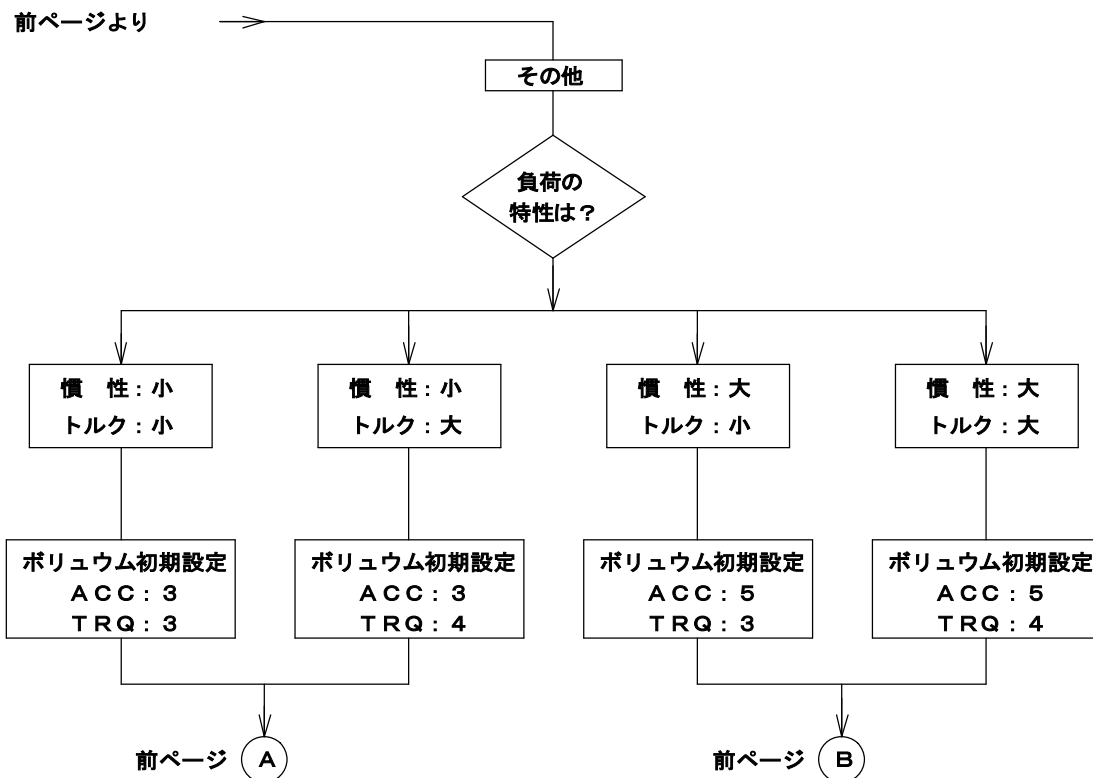 前ページより
その他
負荷の
特性は？
慣　性：小
トルク：小
慣　性：小
トルク：大
慣　性：大
トルク：小
慣　性：大
トルク：大
ボリュウム初期設定
ＡＣＣ：３
ＴＲＱ：３
ボリュウム初期設定
ＡＣＣ：３
ＴＲＱ：４
ボリュウム初期設定
ＡＣＣ：５
ＴＲＱ：３
ボリュウム初期設定
ＡＣＣ：５
ＴＲＱ：４
前ページ Ａ
前ページ Ｂ